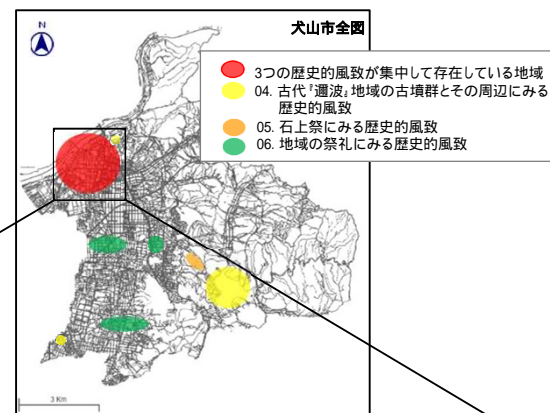 N
犬山市全図
3つの歴史的風致が集中して存在している地域
04. 古代『邇波』地域の古墳群とその周辺にみる
歴史的風致
05. 石上祭にみる歴史的風致
06. 地域の祭礼にみる歴史的風致
3 Km